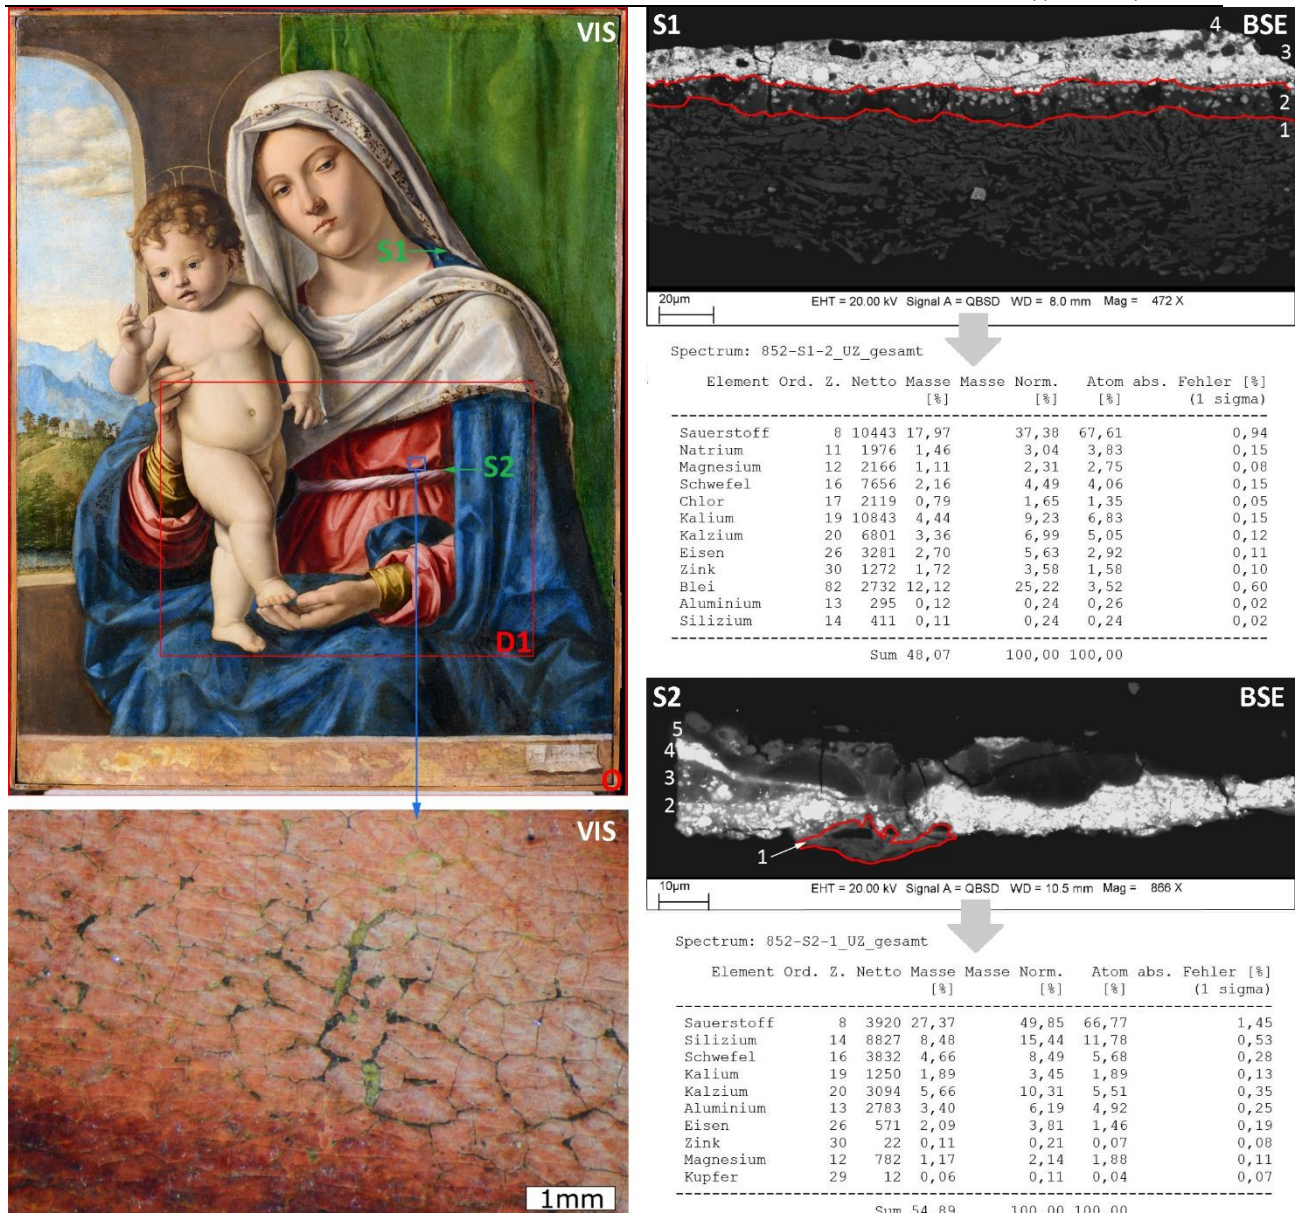 VIS
S1
S2
D1
O
VIS
1mm
S1
BSE
4
3
2
1
20µm EHT = 20.00 kV Signal A = QBSD WD = 8.0 mm Mag = 472 X
Spectrum: 852-S1-2_UZ_gesamt
Element Ord. Z. Netto Masse Masse Norm. Atom abs. Fehler [%]
[%] [%] [%] (1 sigma)
Sauerstoff 8 10443 17,97 37,38 67,61 0,94
Natrium 11 1976 1,46 3,04 3,83 0,15
Magnesium 12 2166 1,11 2,31 2,75 0,08
Schwefel 16 7656 2,16 4,49 4,06 0,15
Chlor 17 2119 0,79 1,65 1,35 0,05
Kalium 19 10843 4,44 9,23 6,83 0,15
Kalzium 20 6801 3,36 6,99 5,05 0,12
Eisen 26 3281 2,70 5,63 2,92 0,11
Zink 30 1272 1,72 3,58 1,58 0,10
Blei 82 2732 12,12 25,22 3,52 0,60
Aluminium 13 295 0,12 0,24 0,26 0,02
Silizium 14 411 0,11 0,24 0,24 0,02
Sum 48,07 100,00 100,00
S2
BSE
5
4
3
2
1
10µm EHT = 20.00 kV Signal A = QBSD WD = 10.5 mm Mag = 866 X
Spectrum: 852-S2-1_UZ_gesamt
Element Ord. Z. Netto Masse Masse Norm. Atom abs. Fehler [%]
[%] [%] [%] (1 sigma)
Sauerstoff 8 3920 27,37 49,85 66,77 1,45
Silizium 14 8827 8,48 15,44 11,78 0,53
Schwefel 16 3832 4,66 8,49 5,68 0,28
Kalium 19 1250 1,89 3,45 1,89 0,13
Kalzium 20 3094 5,66 10,31 5,51 0,35
Aluminium 13 2783 3,40 6,19 4,92 0,25
Eisen 26 571 2,09 3,81 1,46 0,19
Zink 30 22 0,11 0,21 0,07 0,08
Magnesium 12 782 1,17 2,14 1,88 0,11
Kupfer 29 12 0,06 0,11 0,04 0,07
Sum 54,89 100,00 100,00